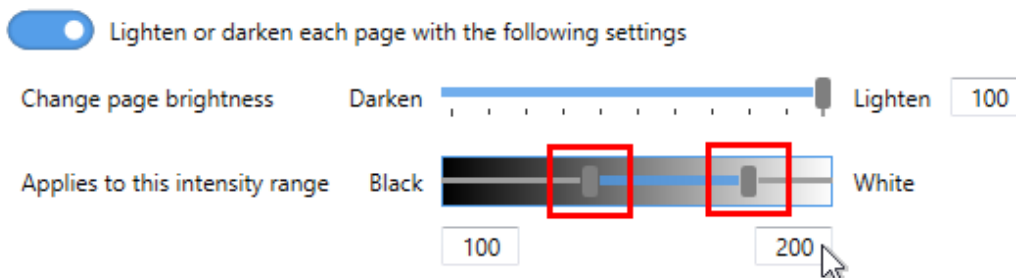 Lighten or darken each page with the following settings
Change page brightness Darken Lighten 100
Applies to this intensity range Black White
100 200